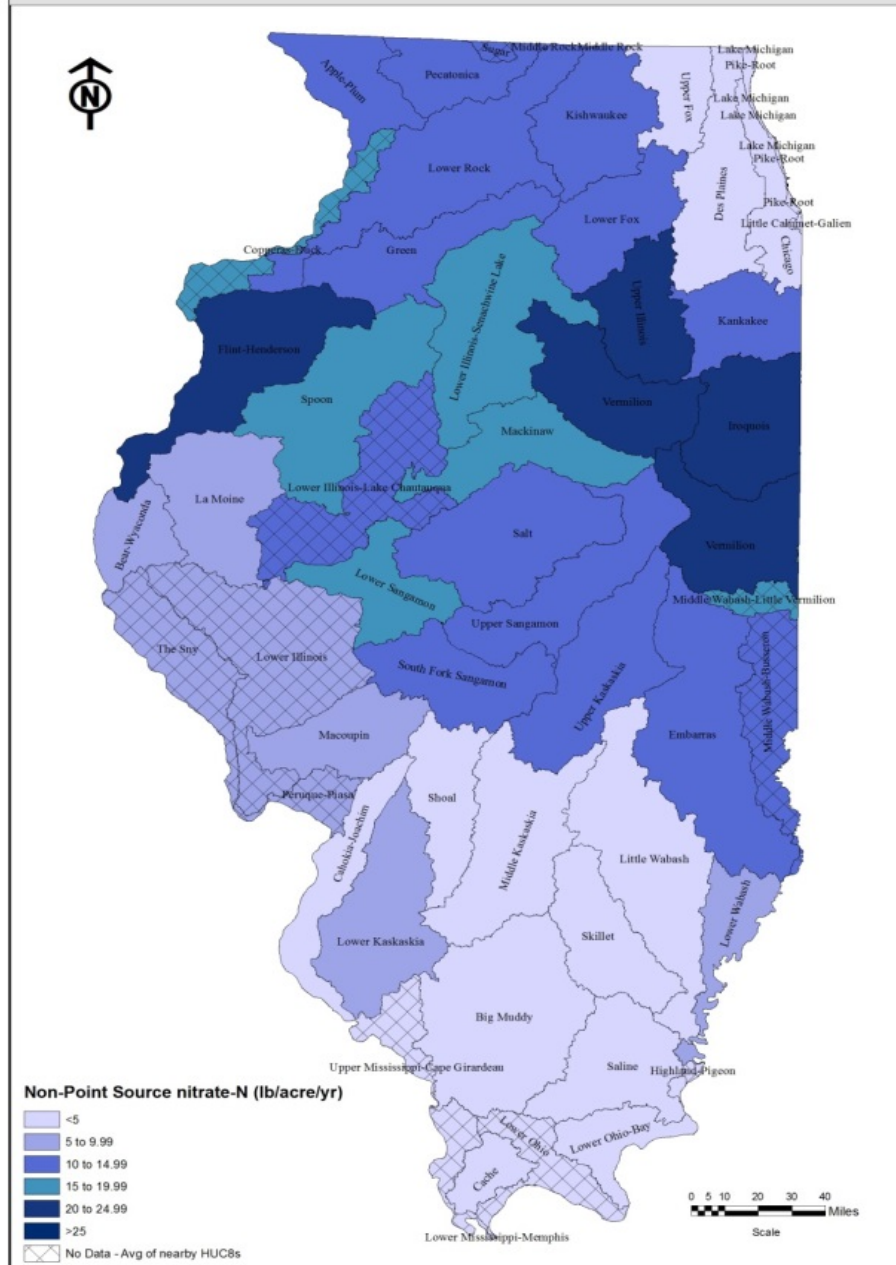 Sugar
Middle Rock
Middle Rock
Lake Michigan
Pike-Root
Apple-Plum
Pecatonica
Upper Fox
Lake Michigan
Lake Michigan
Kishwaukee
Lake Michigan
Pike-Root
Lower Rock
Des Plaines
Pike-Root
Lower Fox
Little Calumet-Galien
Copperas-Duck
Green
Chicago
Lower Illinois-Senachwine Lake
Upper Illinois
Kankakee
Flint-Henderson
Spoon
Vermilion
Iroquois
Mackinaw
Lower Illinois-Lake Chautauqua
La Moine
Bear-Wyaconda
Salt
Vermilion
Lower Sangamon
Middle Wabash-Little Vermilion
Upper Sangamon
The Sny
Lower Illinois
South Fork Sangamon
Upper Kaskaskia
Middle Wabash-Busseron
Macoupin
Embarras
Peruque-Piasa
Shoal
Cahokia-Joachim
Middle Kaskaskia
Little Wabash
Lower Wabash
Skillet
Lower Kaskaskia
Big Muddy
Upper Mississippi-Cape Girardeau
Saline
Highland-Pigeon
Lower Ohio
Lower Ohio-Bay
Cache
Lower Mississippi-Memphis
N
Non-Point Source nitrate-N (lb/acre/yr)
<5
5 to 9.99
10 to 14.99
15 to 19.99
20 to 24.99
>25
No Data - Avg of nearby HUC8s
0 5 10 20 30 40
Miles
Scale